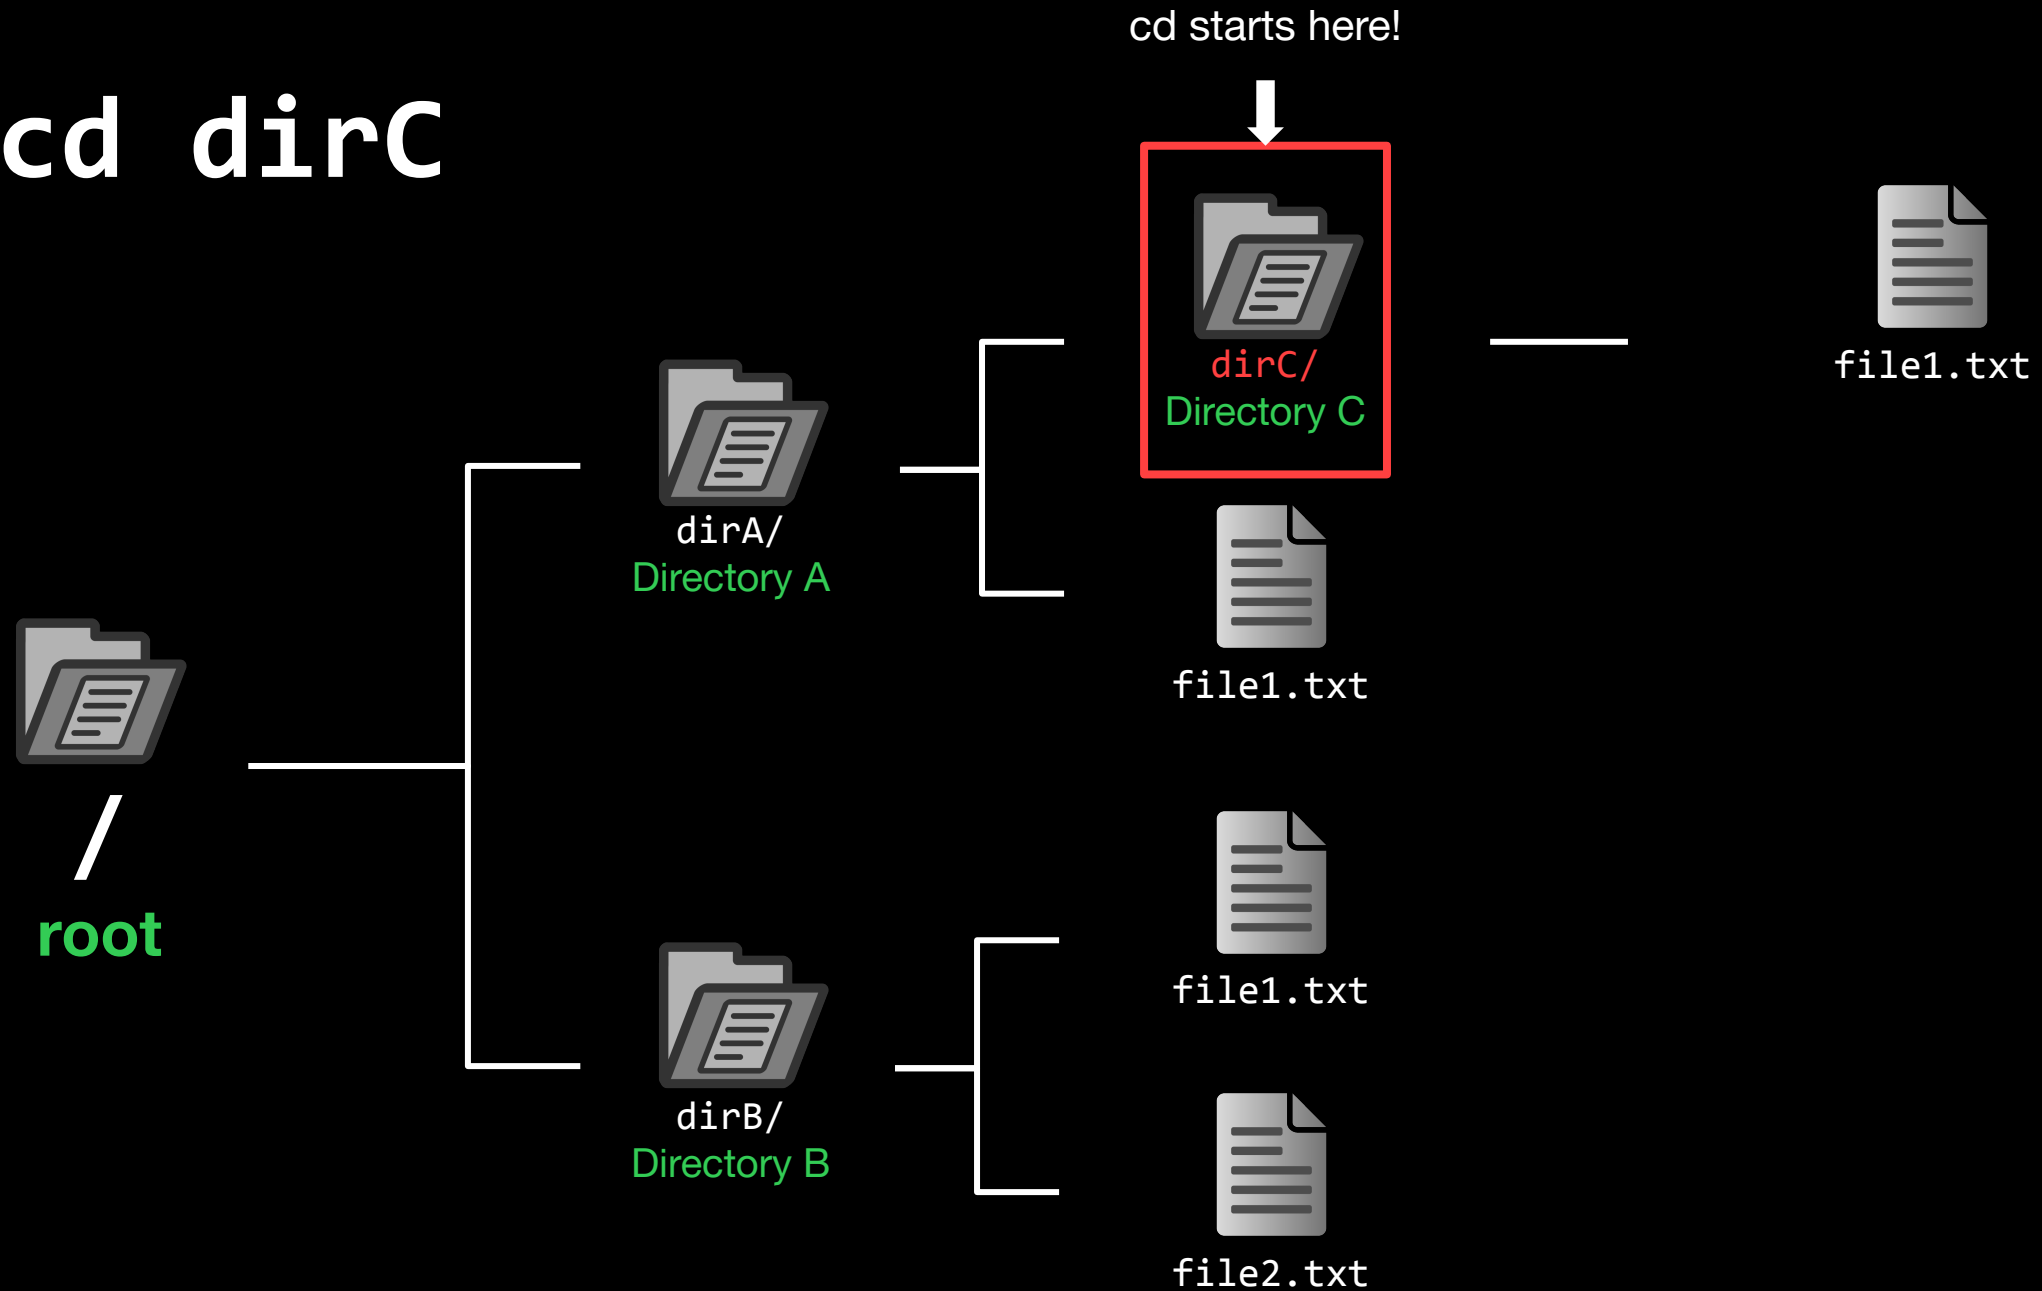 cd starts here!
cd dirC
dirC/
Directory C
file1.txt
dirA/
Directory A
file1.txt
/
root
file1.txt
dirB/
Directory B
file2.txt